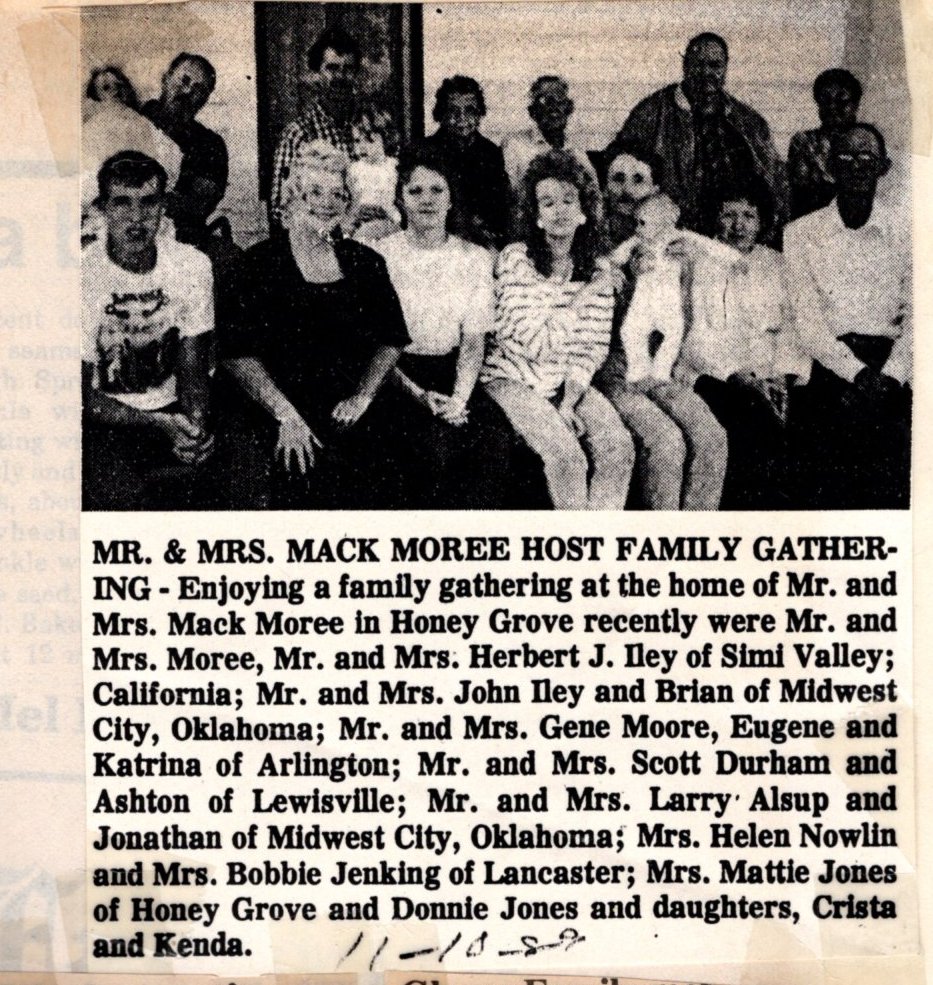 MR. & MRS. MACK MOREE HOST FAMILY GATHER-
ING - Enjoying a family gathering at the home of Mr. and
Mrs. Mack Moree in Honey Grove recently were Mr. and
Mrs. Moree, Mr. and Mrs. Herbert J. Iley of Simi Valley;
California; Mr. and Mrs. John Iley and Brian of Midwest
City, Oklahoma; Mr. and Mrs. Gene Moore, Eugene and
Katrina of Arlington; Mr. and Mrs. Scott Durham and
Ashton of Lewisville; Mr. and Mrs. Larry Alsup and
Jonathan of Midwest City, Oklahoma; Mrs. Helen Nowlin
and Mrs. Bobbie Jenking of Lancaster; Mrs. Mattie Jones
of Honey Grove and Donnie Jones and daughters, Crista
and Kenda.
11-10-89